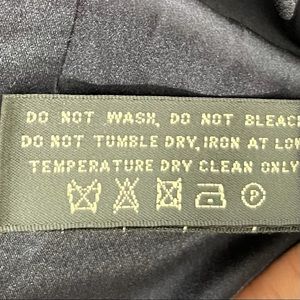 DO NOT WASH, DO NOT BLEACH
DO NOT TUMBLE DRY, IRON AT LOW
TEMPERATURE DRY CLEAN ONLY
P